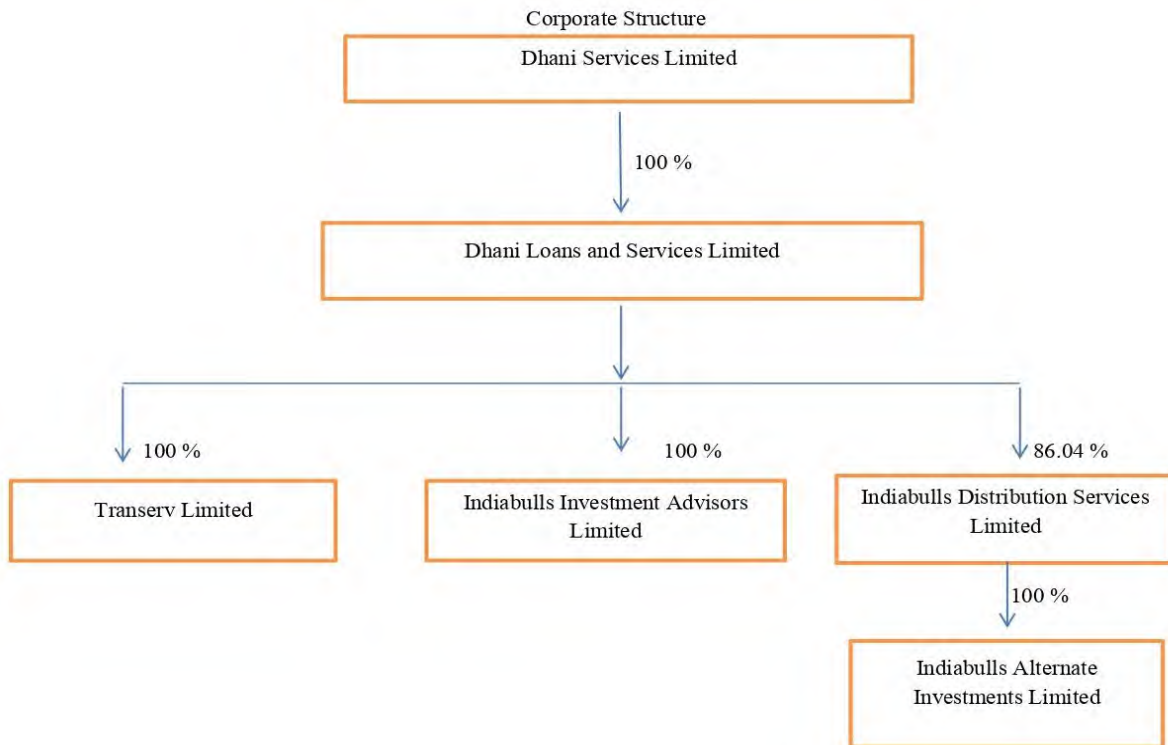 Corporate Structure
Dhani Services Limited
100 %
Dhani Loans and Services Limited
100 %
100 %
86.04 %
Transerv Limited
Indiabulls Investment Advisors
Limited
Indiabulls Distribution Services
Limited
100 %
Indiabulls Alternate
Investments Limited